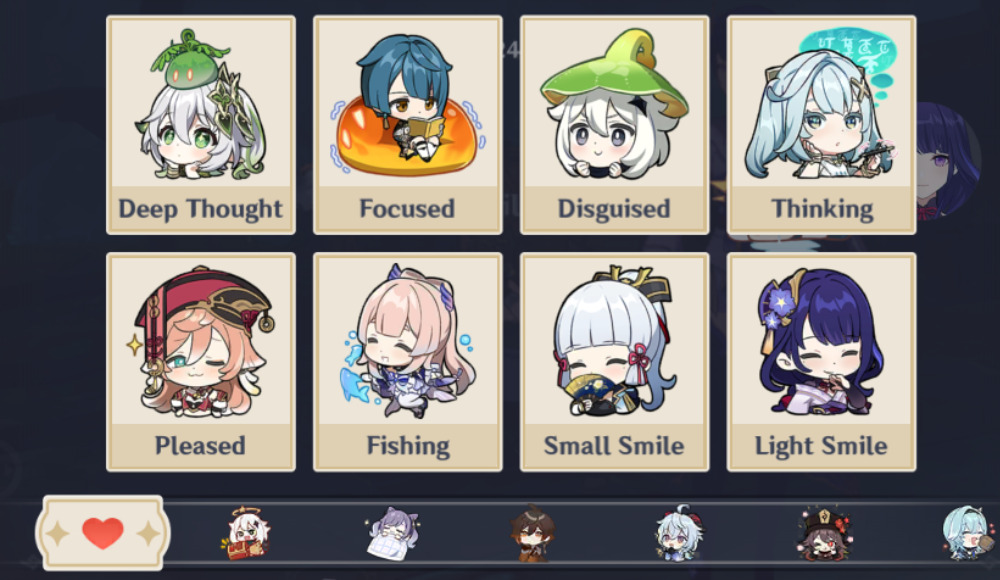 Deep Thought
Focused
Disguised
Thinking
Pleased
Fishing
Small Smile
Light Smile